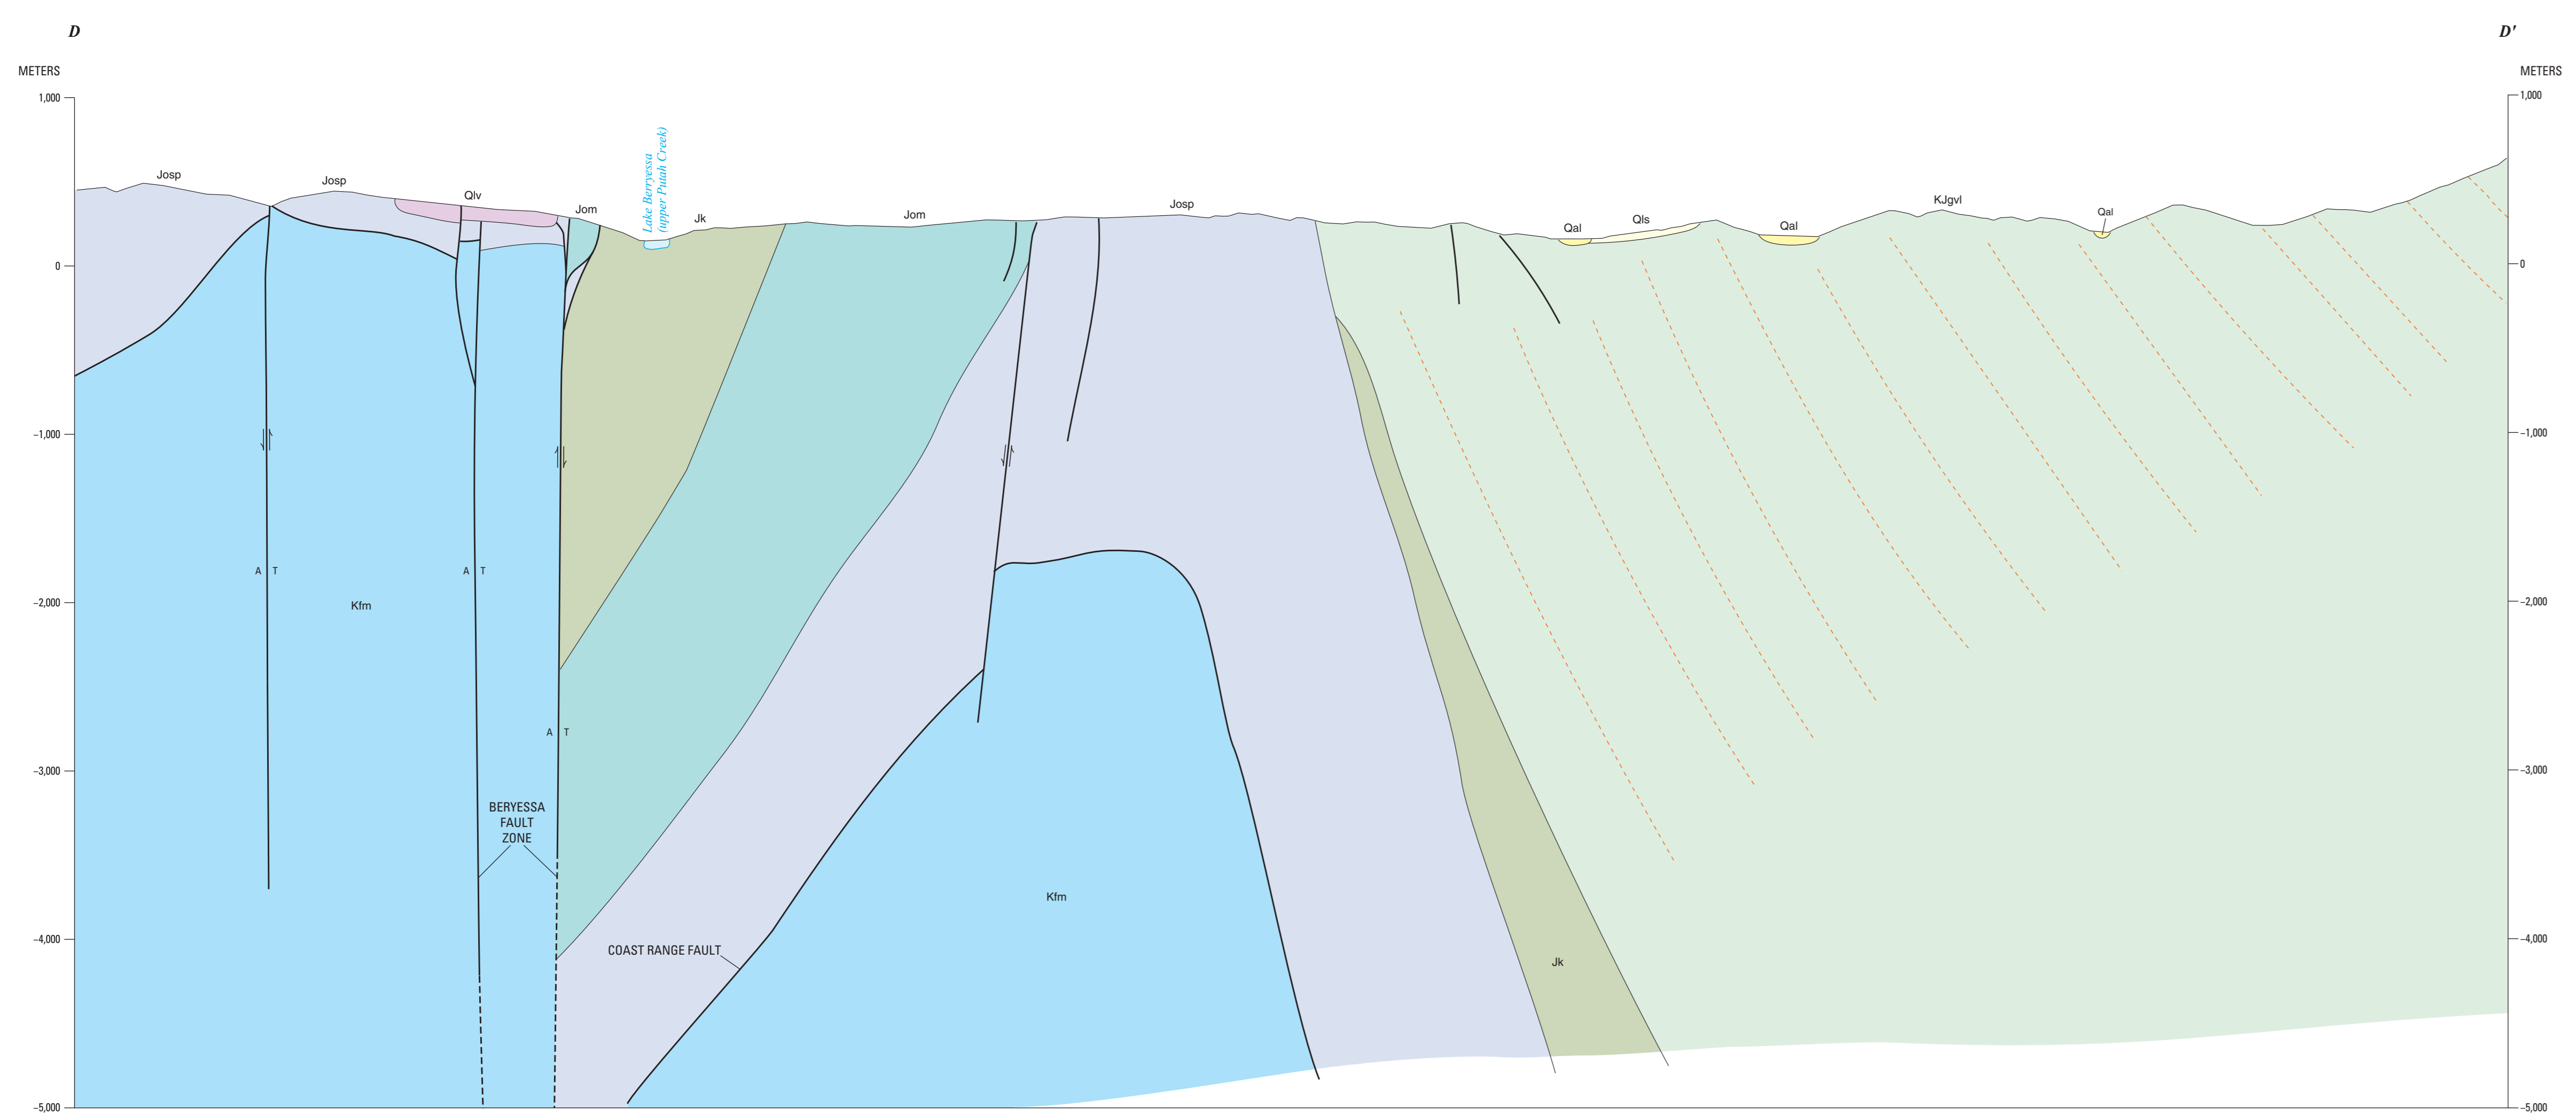 D
D'
METERS
METERS
1,000
1,000
Lake Berryessa
(upper Putah Creek)
Josp
Josp
Qlv
Jom
Jk
Jom
Josp
Qal
Qls
Qal
KJgvl
Qal
0
0
–1,000
–1,000
A T
A T
–2,000
–2,000
Kfm
A T
–3,000
–3,000
BERYESSA
FAULT
ZONE
Kfm
–4,000
–4,000
COAST RANGE FAULT
Jk
–5,000
–5,000